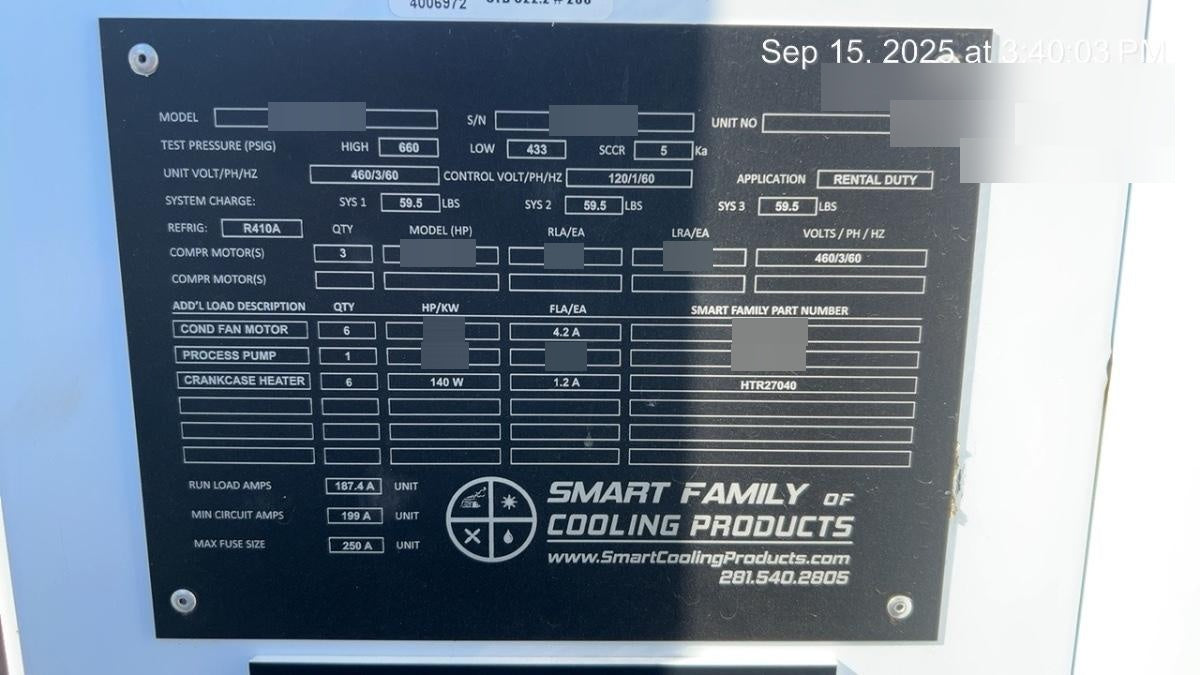 4006972
Sep 15, 2025 at 3:40:03 PM
MODEL S/N UNIT NO
TEST PRESSURE (PSIG) HIGH 660 LOW 433 SCCR 5 Ka
UNIT VOLT/PH/HZ 460/3/60 CONTROL VOLT/PH/HZ 120/1/60 APPLICATION RENTAL DUTY
SYSTEM CHARGE: SYS 1 59.5 LBS SYS 2 59.5 LBS SYS 3 59.5 LBS
REFRIG: R410A QTY MODEL (HP) RLA/EA LRA/EA VOLTS / PH / HZ
COMPR MOTOR(S) 3 460/3/60
COMPR MOTOR(S)
ADD'L LOAD DESCRIPTION QTY HP/KW FLA/EA SMART FAMILY PART NUMBER
COND FAN MOTOR 6 4.2 A
PROCESS PUMP 1
CRANKCASE HEATER 6 140 W 1.2 A HTR27040
RUN LOAD AMPS 187.4 A UNIT
MIN CIRCUIT AMPS 199 A UNIT
MAX FUSE SIZE 250 A UNIT
SMART FAMILY OF
COOLING PRODUCTS
www.SmartCoolingProducts.com
281.540.2805